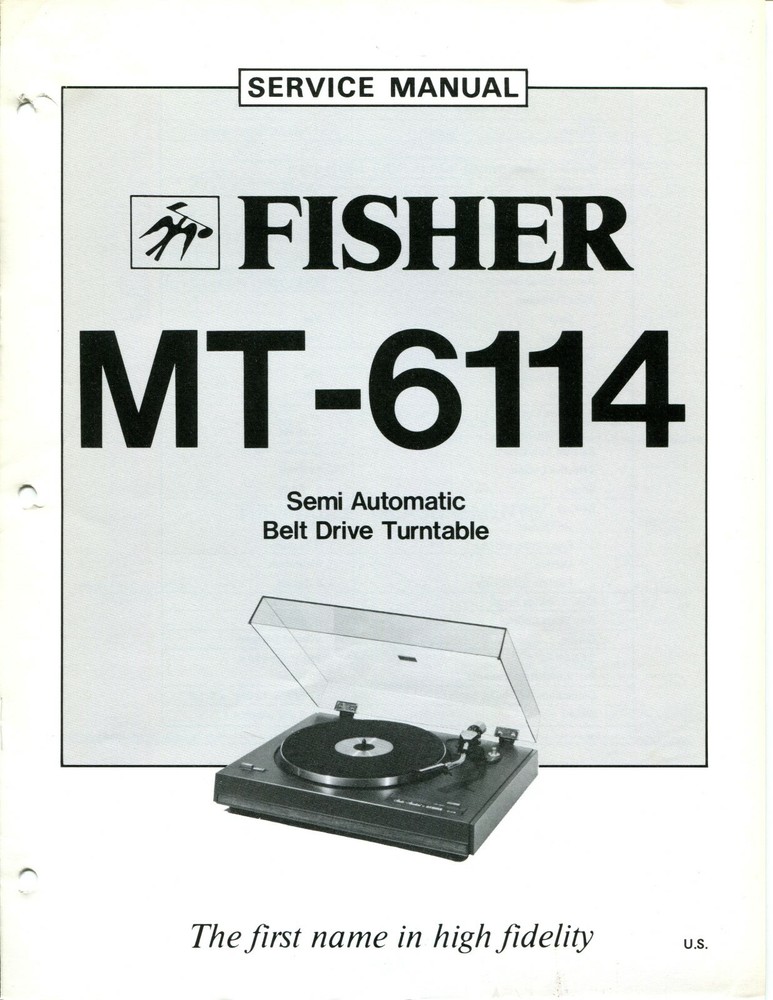 SERVICE MANUAL
FISHER
MT-6114
Semi Automatic
Belt Drive Turntable
The first name in high fidelity
U.S.